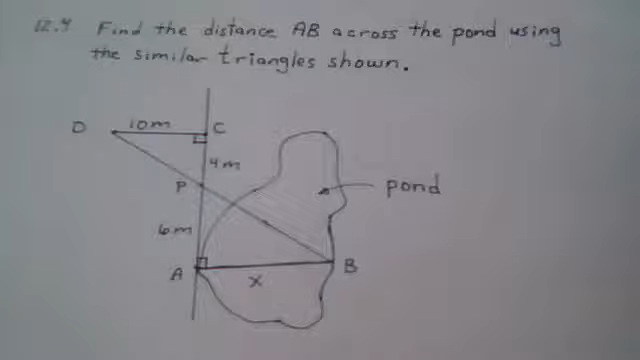 12.4 Find the distance AB across the pond using
the similar triangles shown.
D 10m C
4m
P pond
6m
A B
x